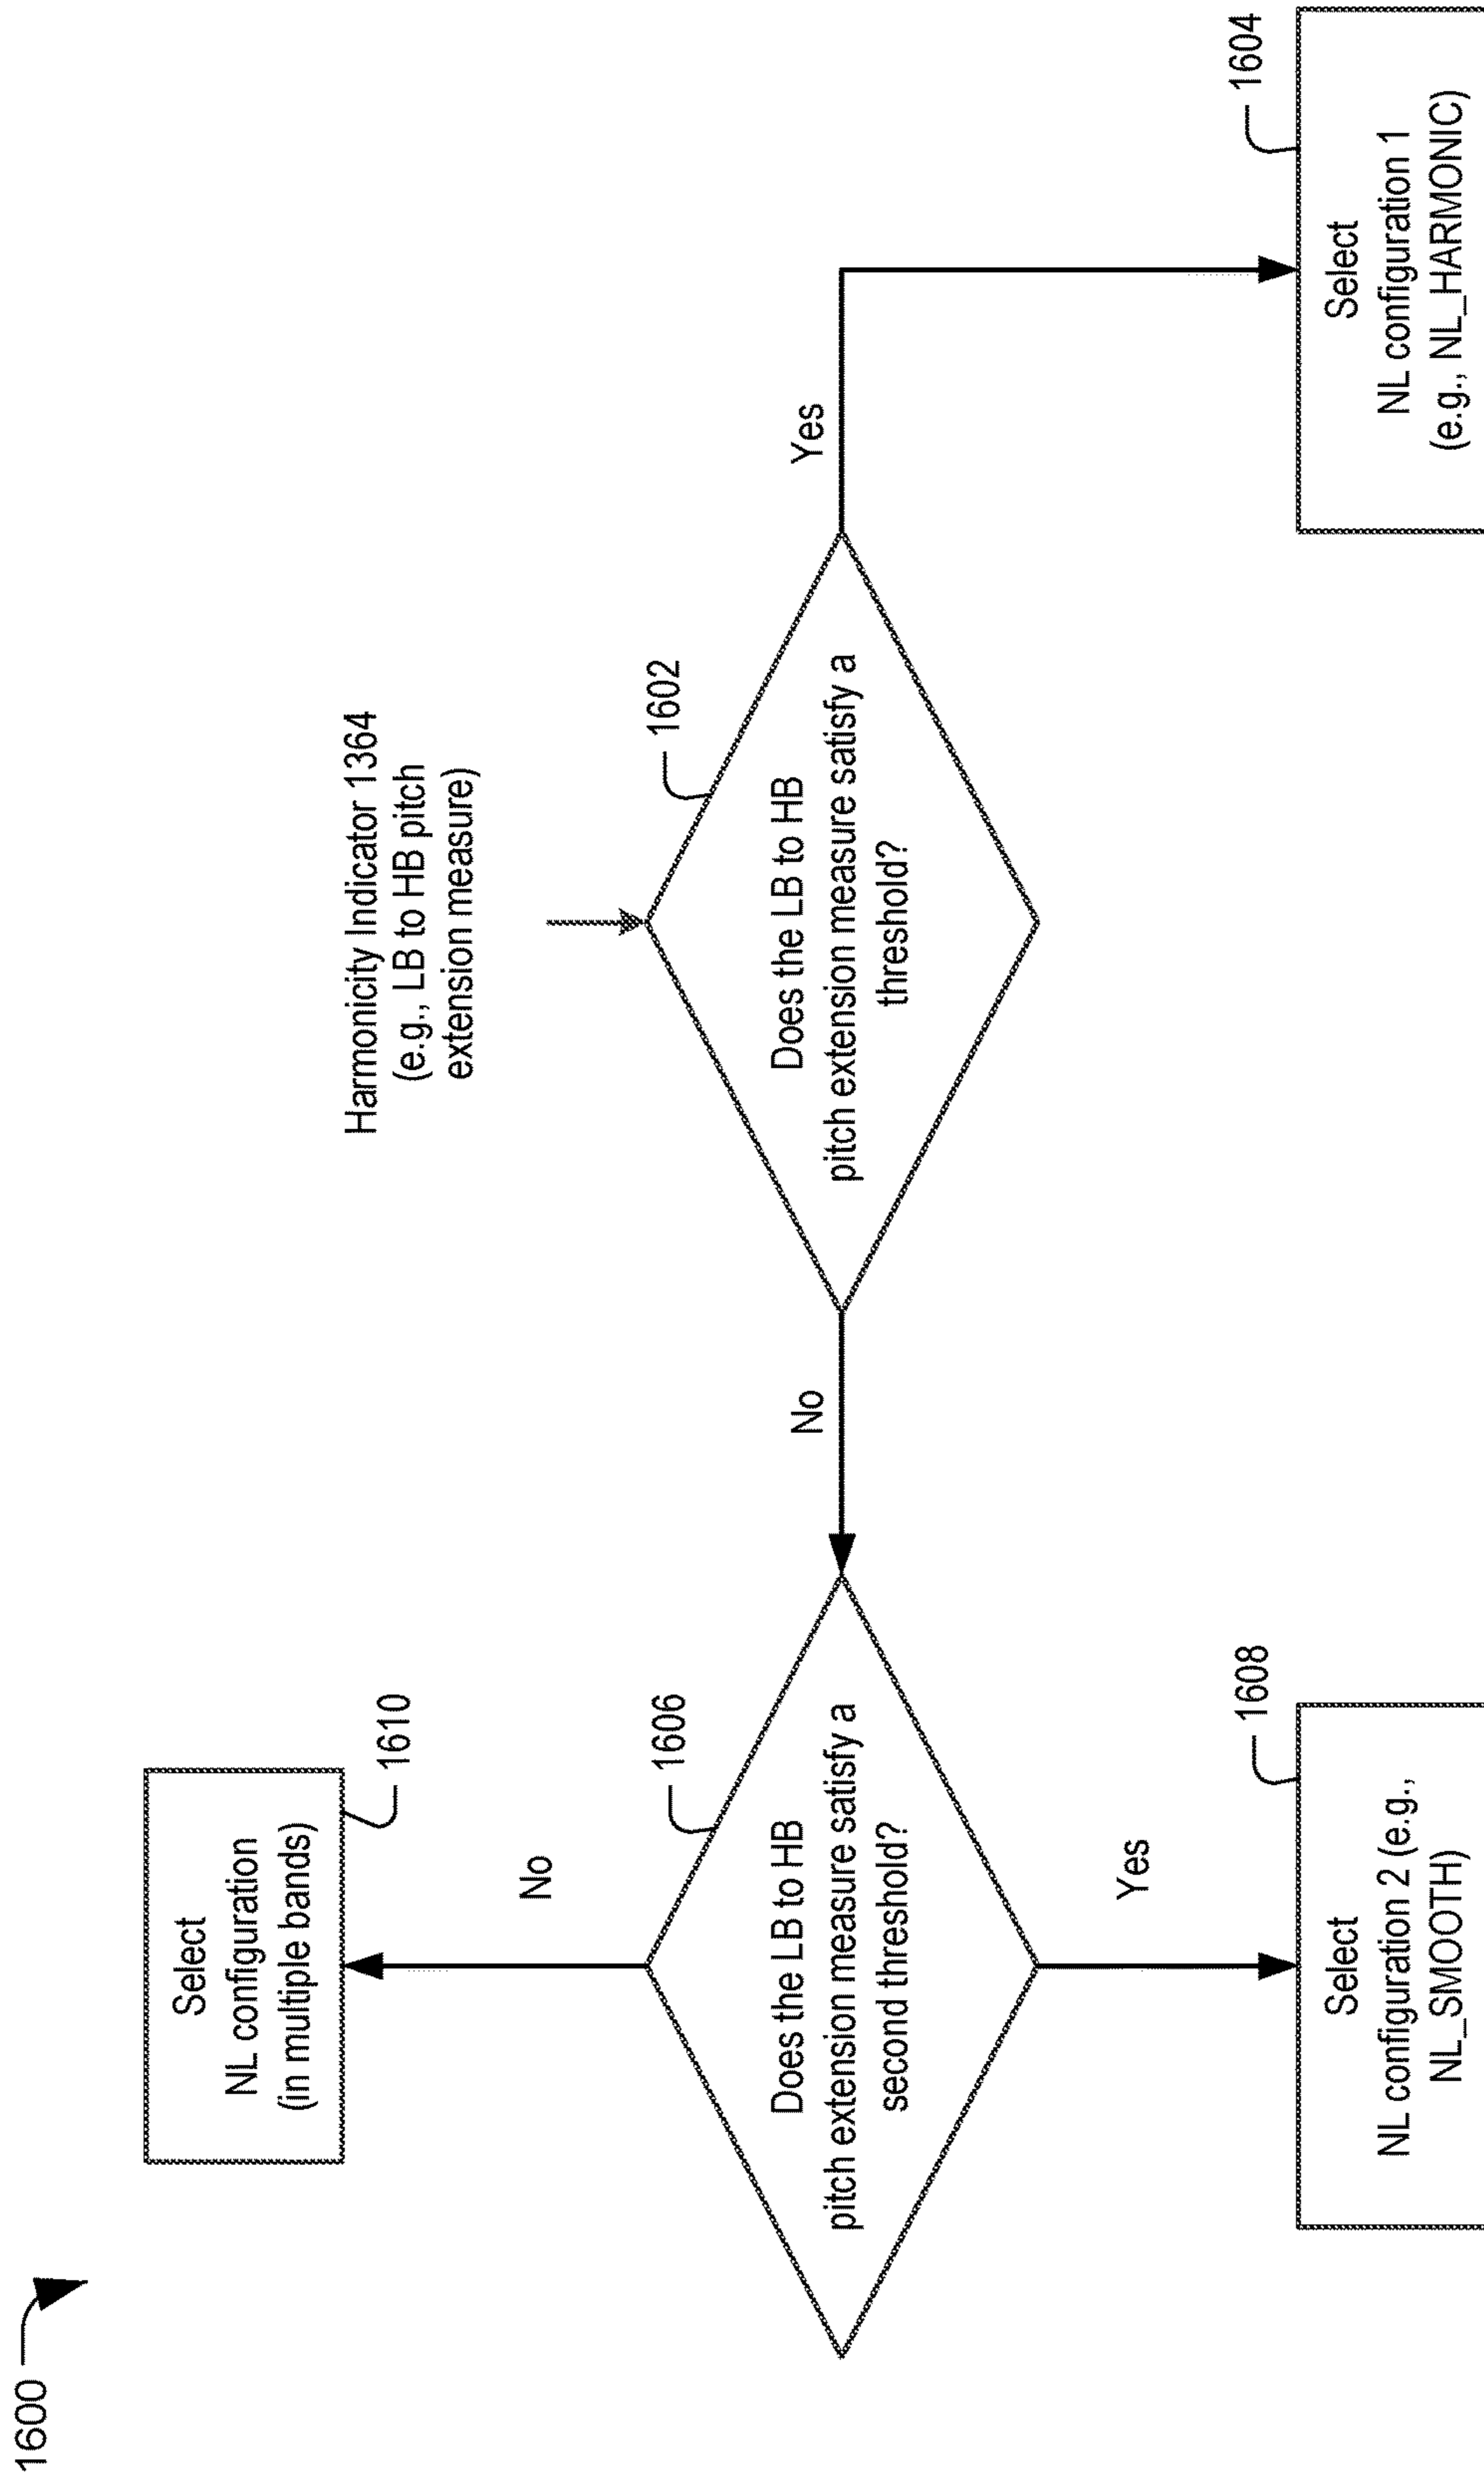 1600
Harmonicity Indicator 1364
(e.g., LB to HB pitch
extension measure)
1602
Does the LB to HB
pitch extension measure satisfy a
threshold?
Yes
1604
Select
NL configuration 1
(e.g., NL_HARMONIC)
No
1606
Does the LB to HB
pitch extension measure satisfy a
second threshold?
No
1610
Select
NL configuration
(in multiple bands)
Yes
1608
Select
NL configuration 2 (e.g.,
NL_SMOOTH)